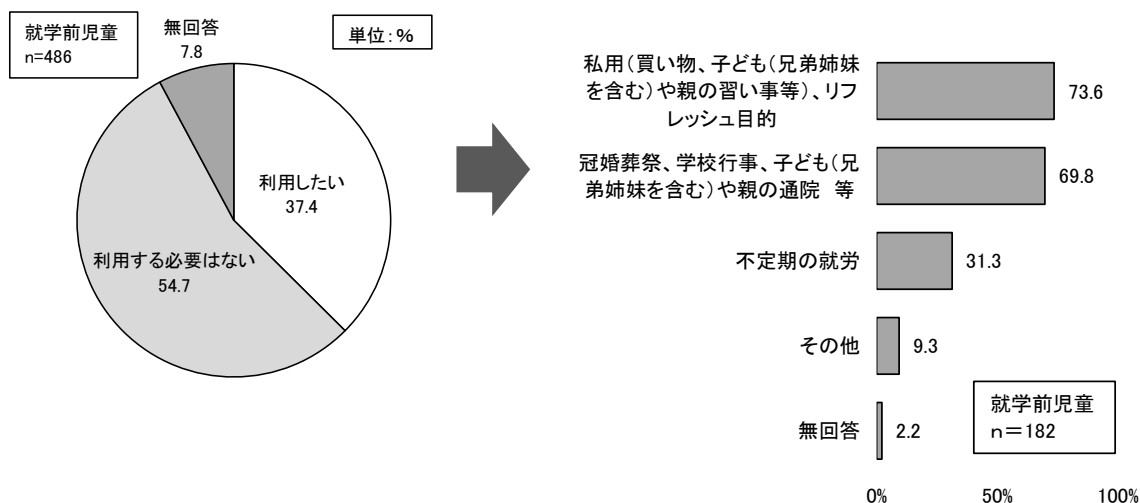 就学前児童
n=486
無回答
7.8
単位：％
利用したい
37.4
利用する必要はない
54.7
私用（買い物、子ども（兄弟姉妹
を含む）や親の習い事等）、リフ
レッシュ目的
73.6
冠婚葬祭、学校行事、子ども（兄
弟姉妹を含む）や親の通院　等
69.8
不定期の就労
31.3
その他
9.3
無回答
2.2
就学前児童
ｎ＝182
0%
50%
100%